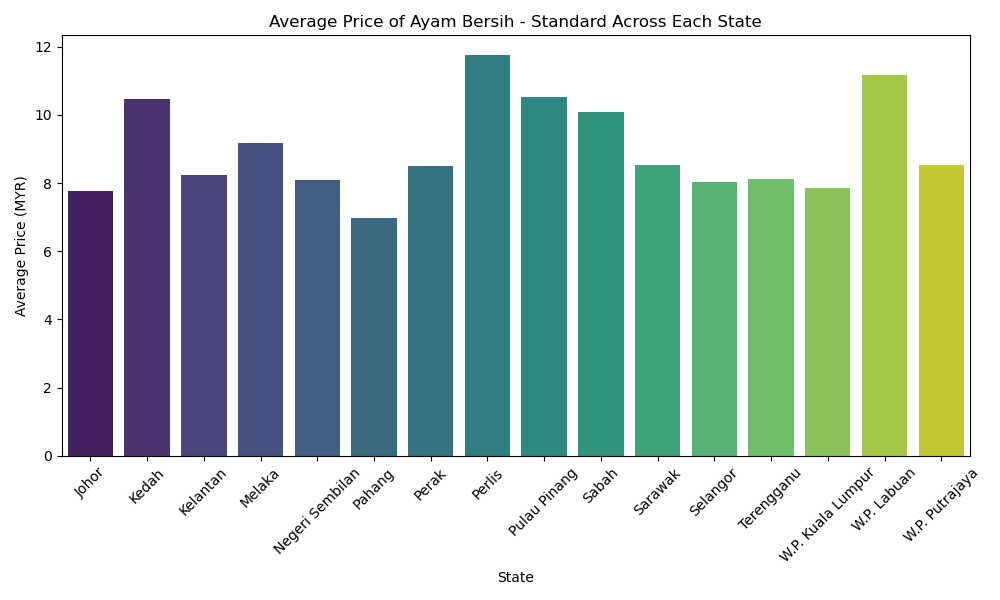 Average Price of Ayam Bersih - Standard Across Each State
Average Price (MYR)
12
10
8
6
4
2
0
Johor
Kedah
Kelantan
Melaka
Negeri Sembilan
Pahang
Perak
Perlis
Pulau Pinang
Sabah
Sarawak
Selangor
Terengganu
W.P. Kuala Lumpur
W.P. Labuan
W.P. Putrajaya
State